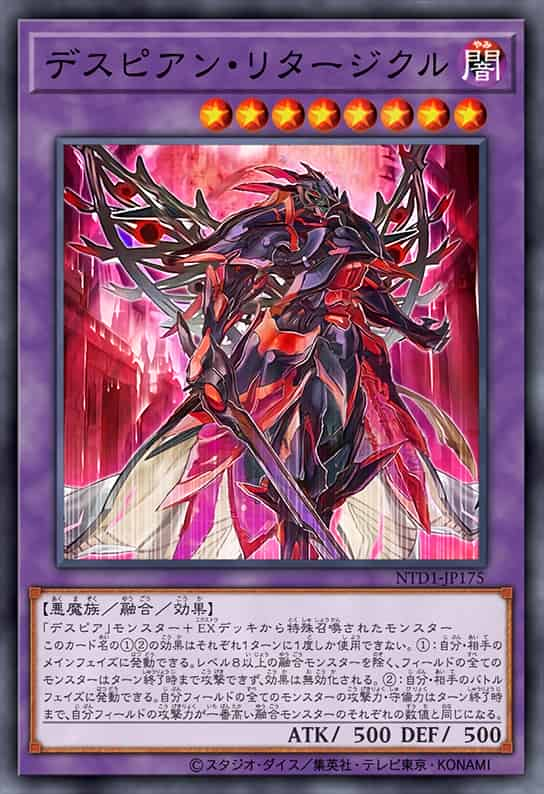 デスピアン・リタージクル
闇
NTD1-JP175
【悪魔族／融合／効果】
「デスピア」モンスター＋EXデッキから特殊召喚されたモンスター
このカード名の①②の効果はそれぞれ1ターンに1度しか使用できない。①：自分・相手の
メインフェイズに発動できる。レベル８以上の融合モンスターを除く、フィールドの全ての
モンスターはターン終了時まで攻撃できず、効果は無効化される。②：自分・相手のバトル
フェイズに発動できる。自分フィールドの全てのモンスターの攻撃力・守備力はターン終了時
まで、自分フィールドの攻撃力が一番高い融合モンスターのそれぞれの数値と同じになる。
ATK/ 500 DEF/ 500
©スタジオ・ダイス／集英社・テレビ東京・KONAMI